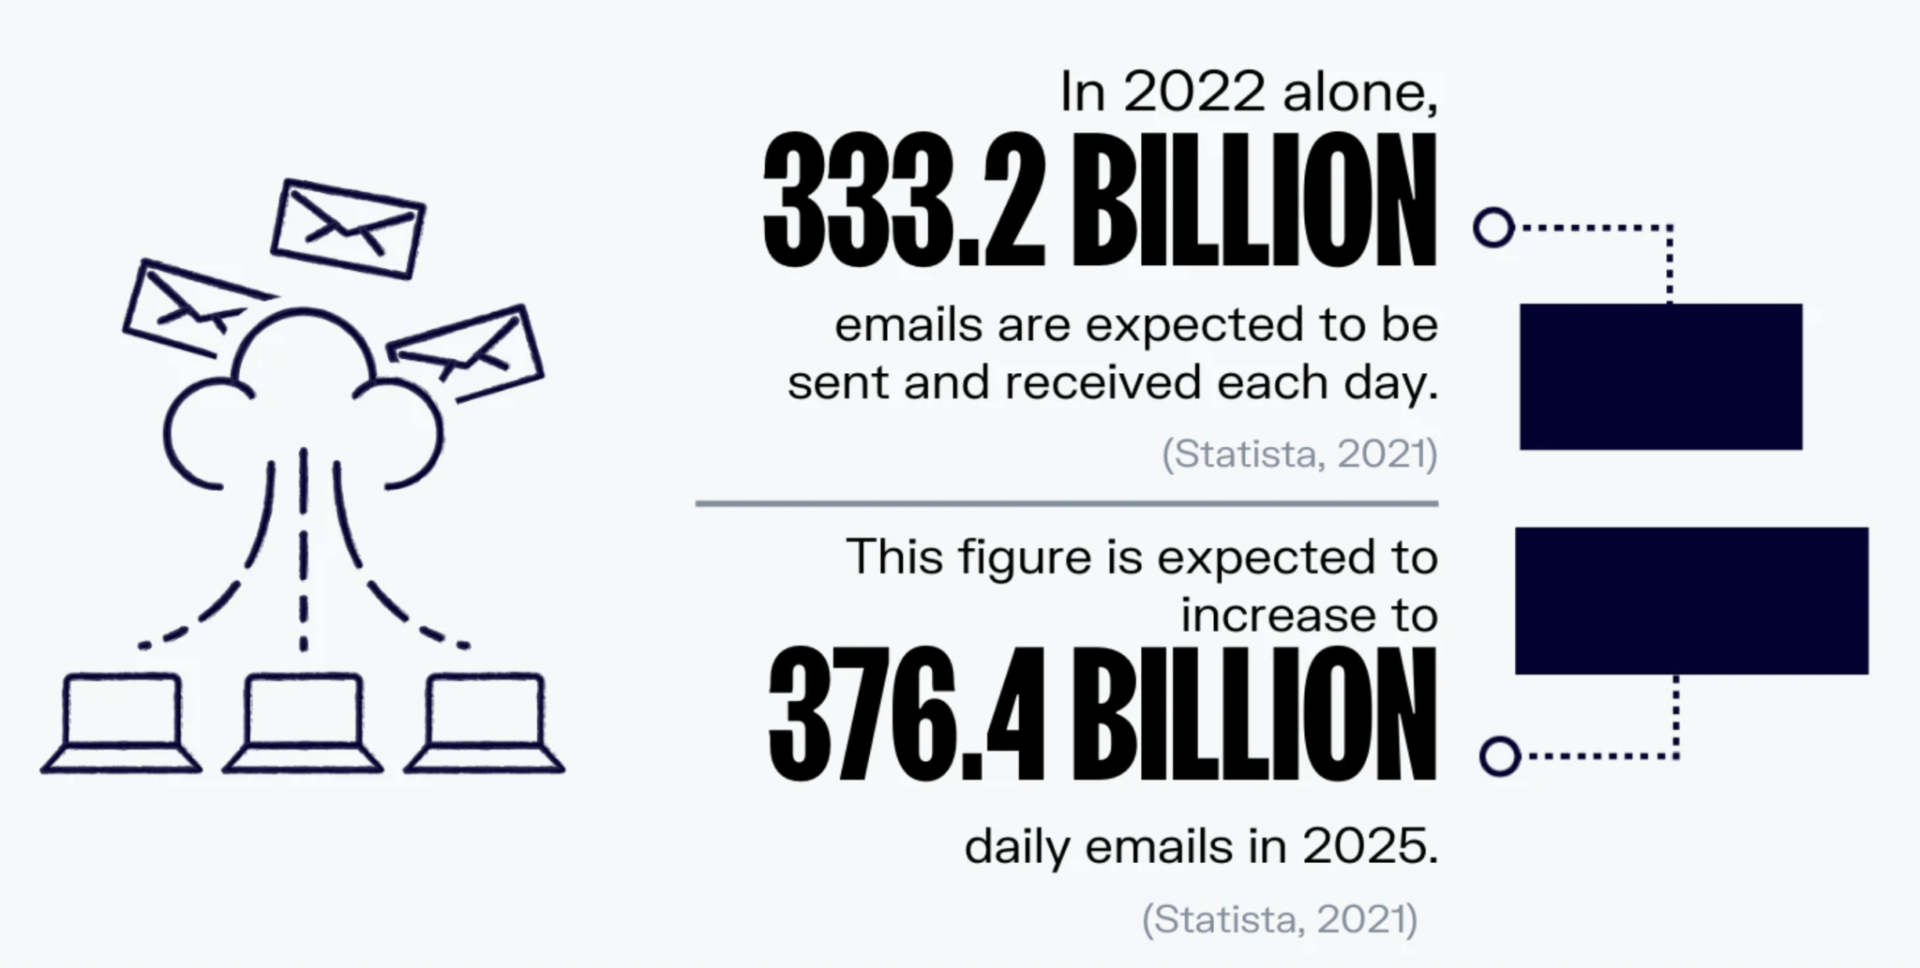 In 2022 alone,
333.2 BILLION
emails are expected to be
sent and received each day.
(Statista, 2021)
This figure is expected to
increase to
376.4 BILLION
daily emails in 2025.
(Statista, 2021)